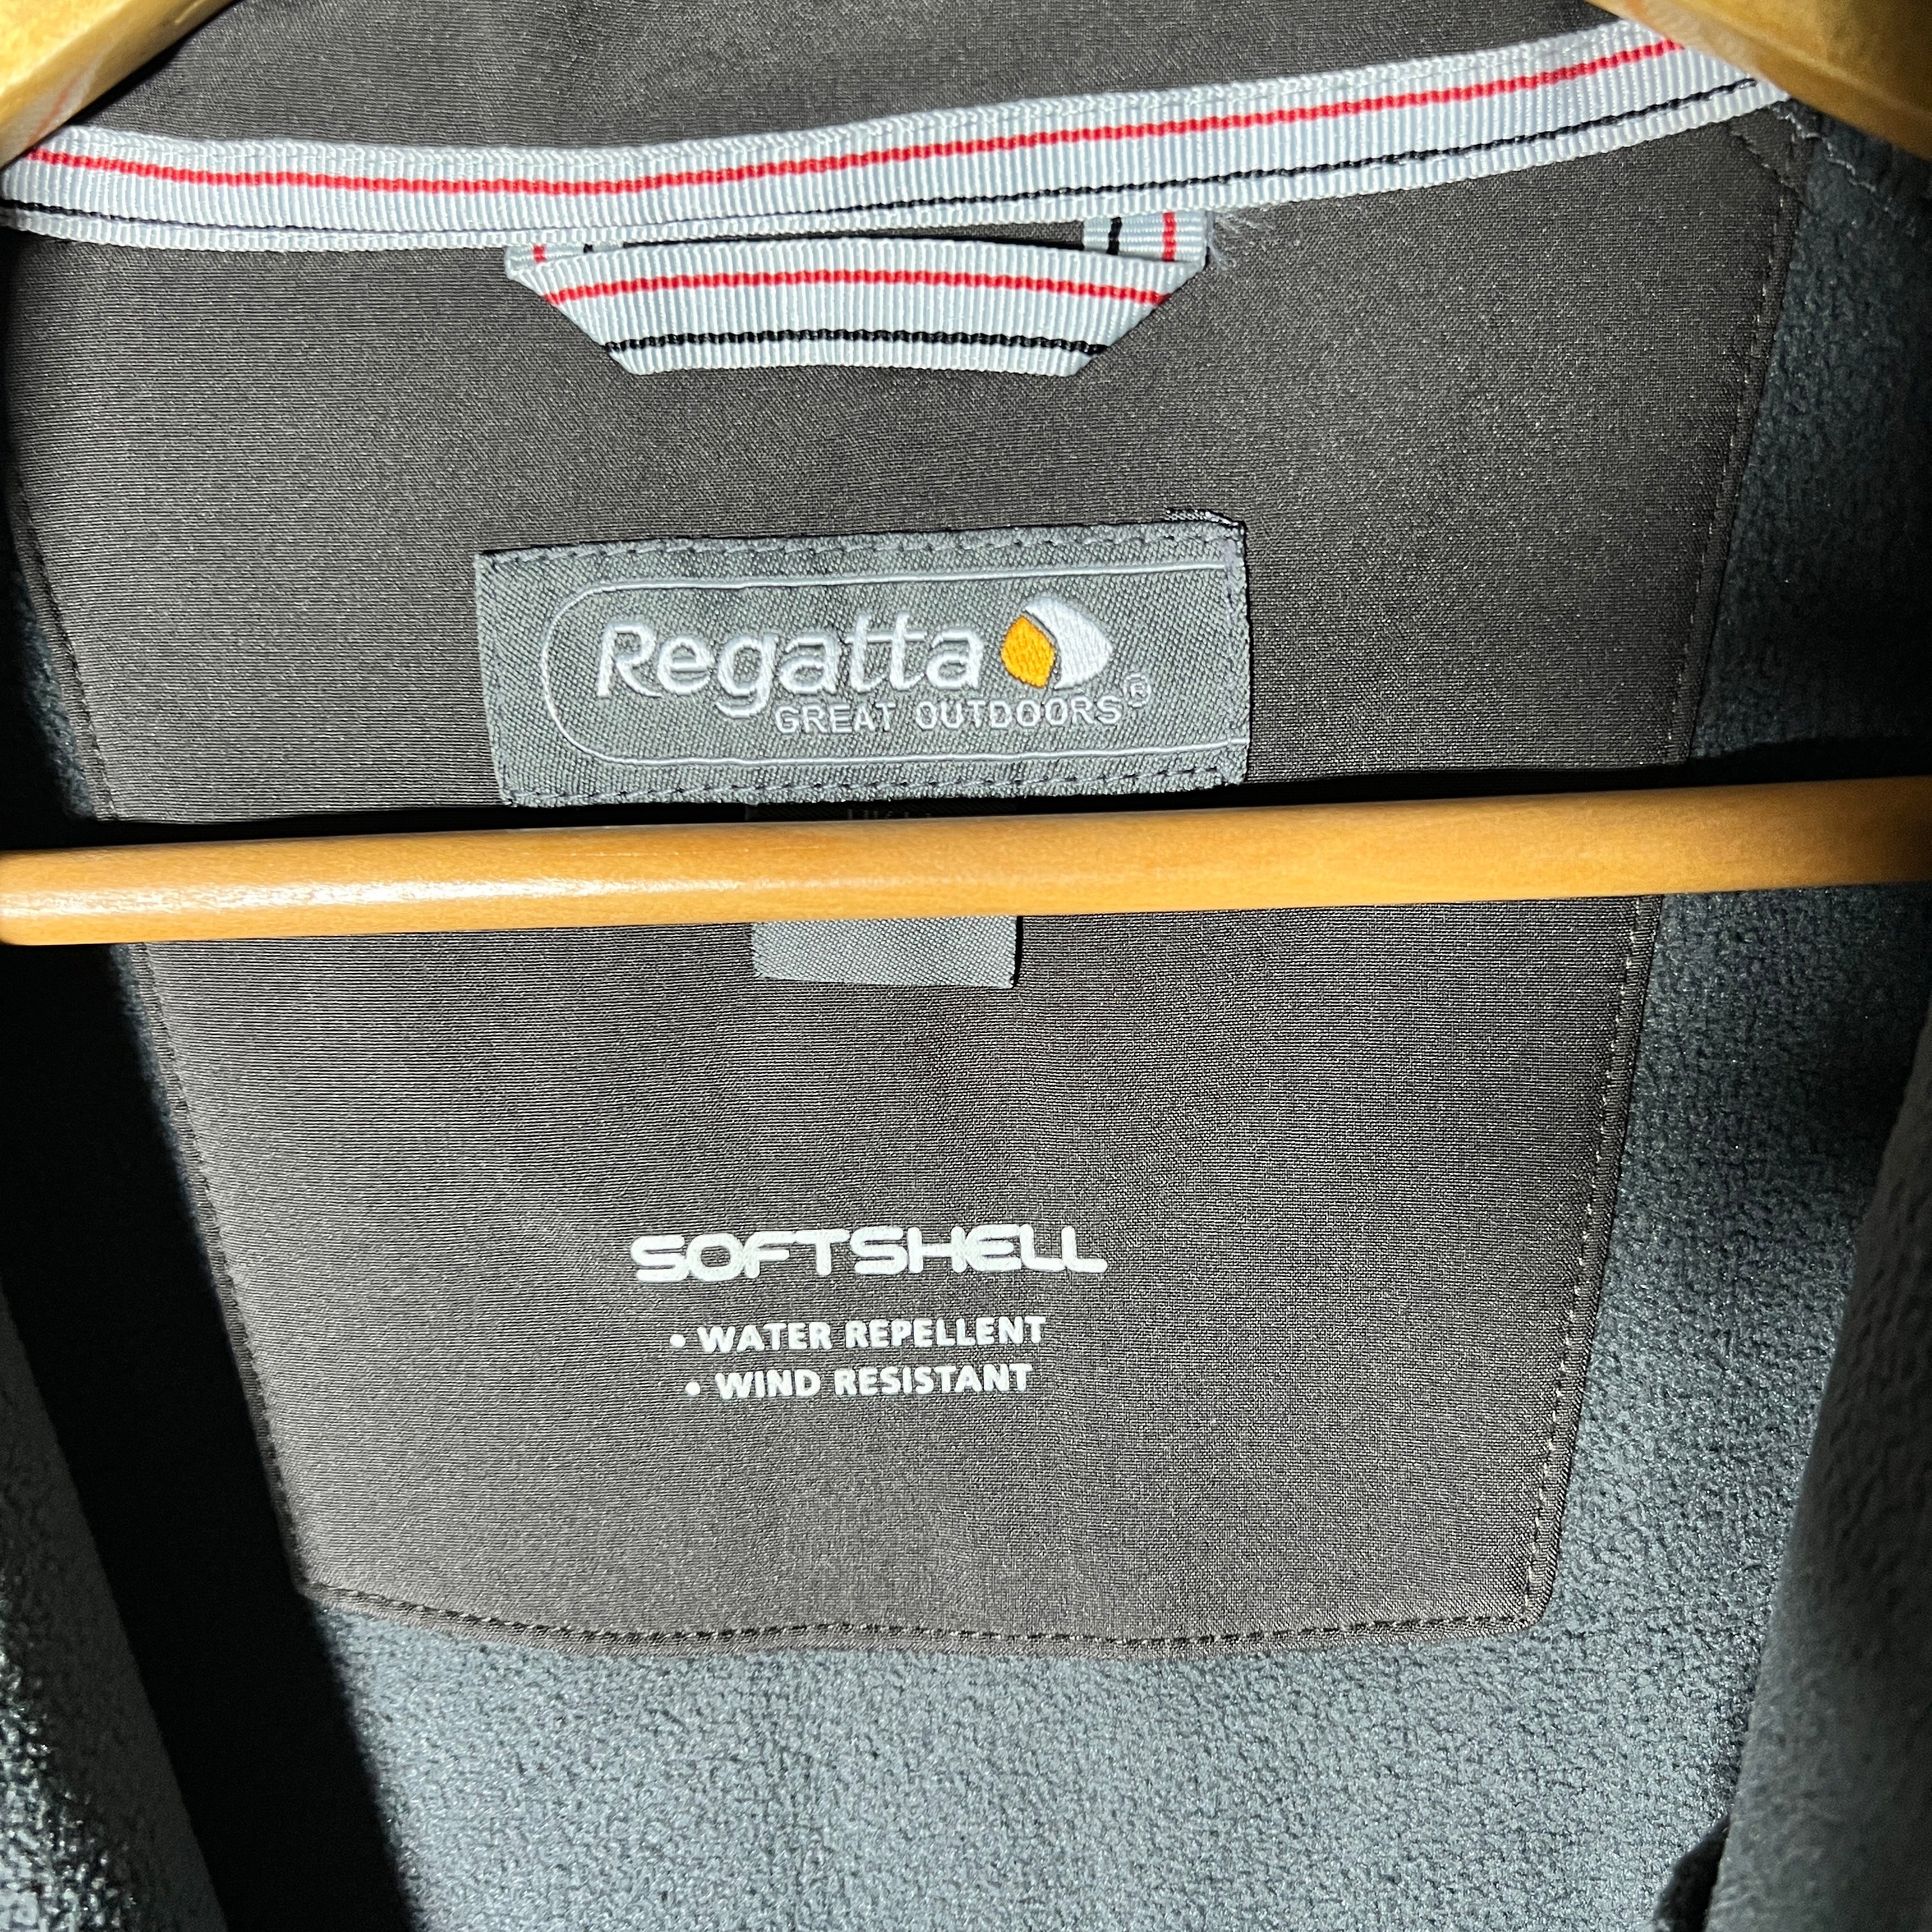 Regatta
GREAT OUTDOORS®
SOFTSHELL
• WATER REPELLENT
• WIND RESISTANT